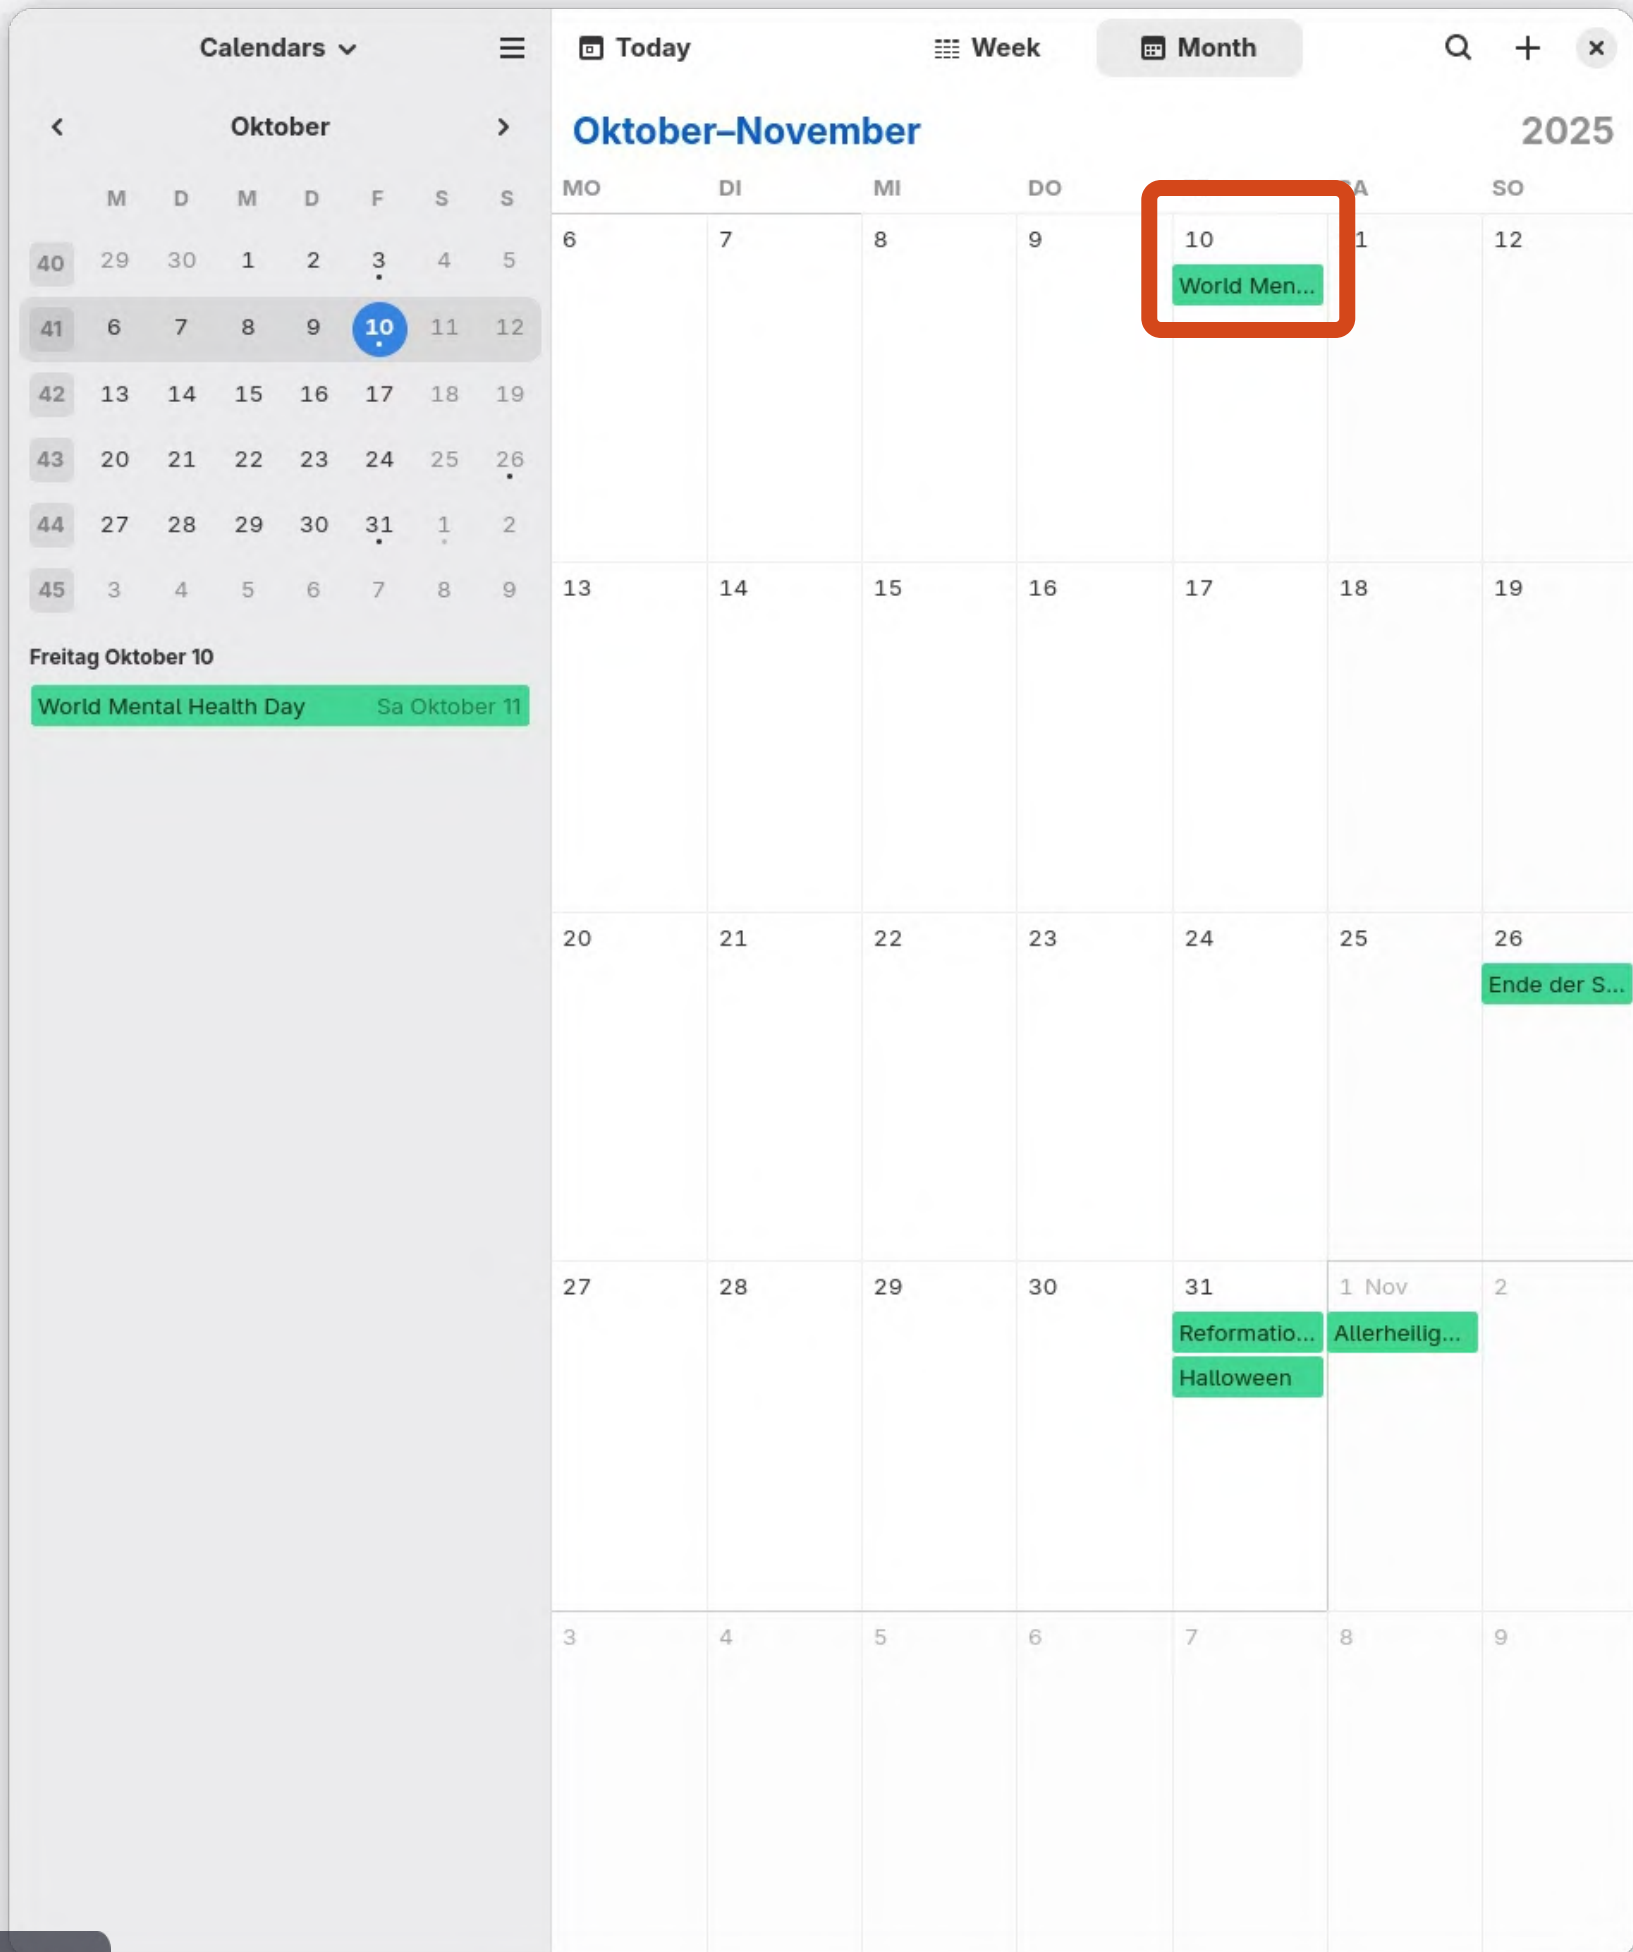 Calendars
Today
Week
Month
Oktober
M D M D F S S
40 29 30 1 2 3 4 5
41 6 7 8 9 10 11 12
42 13 14 15 16 17 18 19
43 20 21 22 23 24 25 26
44 27 28 29 30 31 1 2
45 3 4 5 6 7 8 9
Freitag Oktober 10
World Mental Health Day Sa Oktober 11
Oktober–November 2025
MO DI MI DO A SO
6 7 8 9 10 1 12
World Men...
13 14 15 16 17 18 19
20 21 22 23 24 25 26
Ende der S...
27 28 29 30 31 1 Nov 2
Reformatio... Allerheilig...
Halloween
3 4 5 6 7 8 9